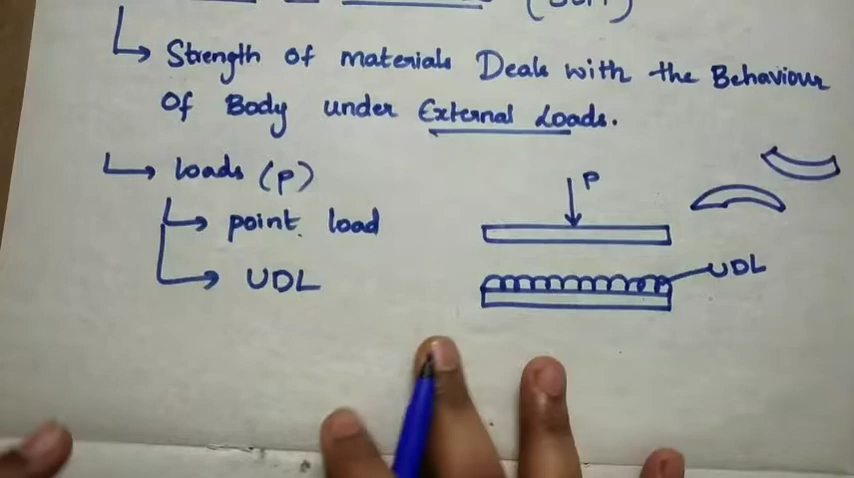 Strength of materials Deals with the Behaviour
Of Body under External Loads.
loads (P)
point load
UDL
P
UDL